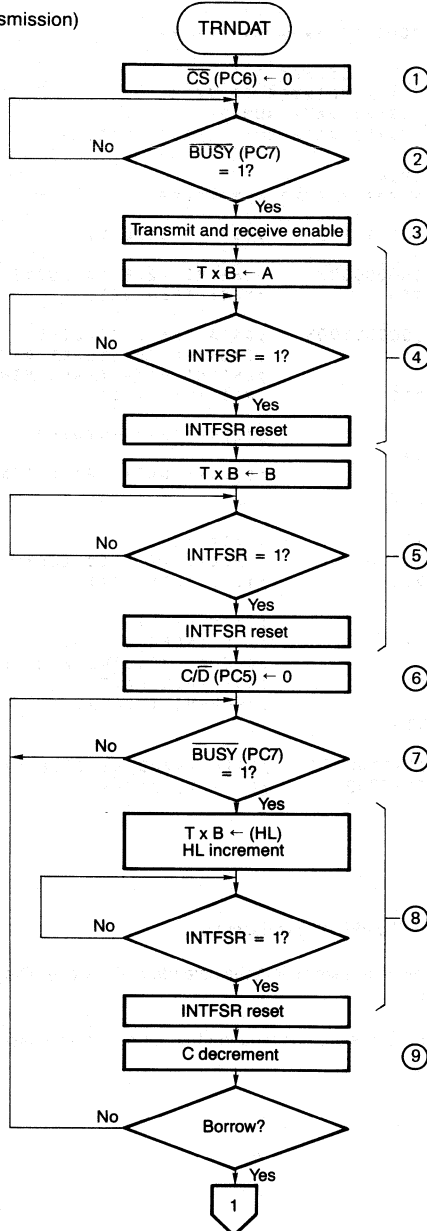 smission)
TRNDAT
CS (PC6) ← 0
①
No
BUSY (PC7)
= 1?
②
Yes
Transmit and receive enable
③
T x B ← A
No
INTFSF = 1?
④
Yes
INTFSR reset
T x B ← B
No
INTFSR = 1?
⑤
Yes
INTFSR reset
C/D (PC5) ← 0
⑥
No
BUSY (PC7)
= 1?
⑦
Yes
T x B ← (HL)
HL increment
No
INTFSR = 1?
⑧
Yes
INTFSR reset
C decrement
⑨
No
Borrow?
Yes
1